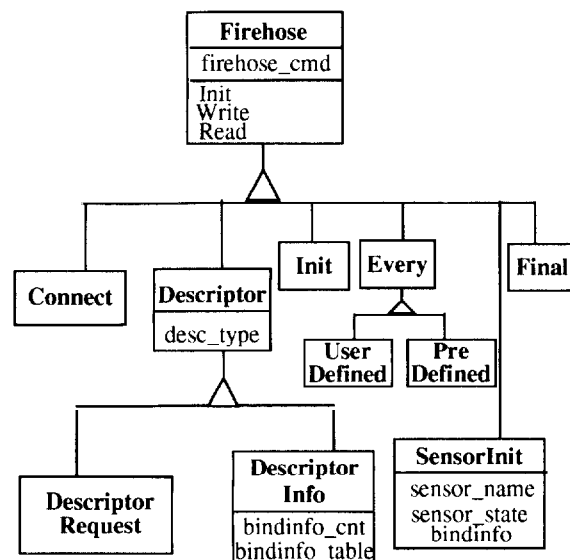 Firehose
firehose_cmd
Init
Write
Read
Connect
Descriptor
desc_type
Init
Every
Final
User
Defined
Pre
Defined
Descriptor
Request
Descriptor
Info
bindinfo_cnt
bindinfo_table
SensorInit
sensor_name
sensor_state
bindinfo